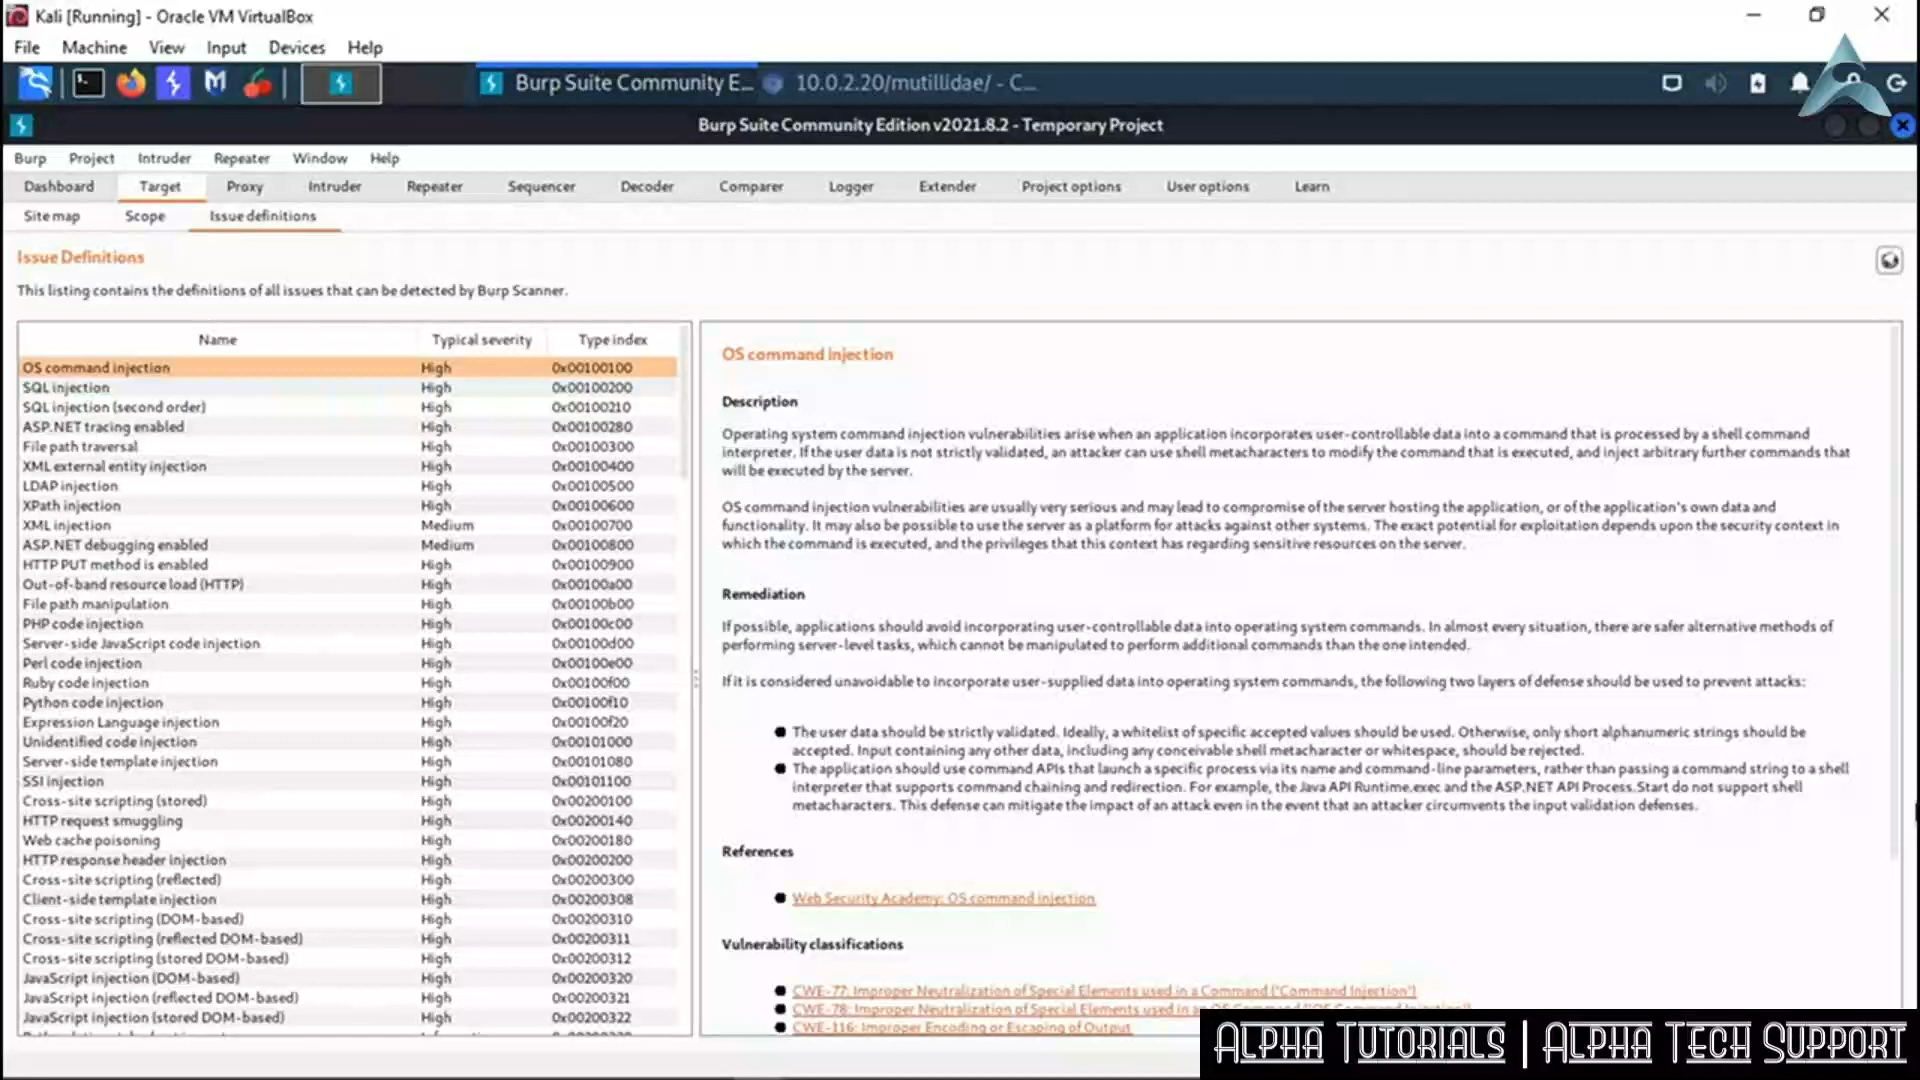 Kali [Running] - Oracle VM VirtualBox
File Machine View Input Devices Help
Burp Suite Community E... 10.0.2.20/mutillidae/ - C...
Burp Suite Community Edition v2021.8.2 - Temporary Project
Burp Project Intruder Repeater Window Help
Dashboard Target Proxy Intruder Repeater Sequencer Decoder Comparer Logger Extender Project options User options Learn
Site map Scope Issue definitions
Issue Definitions
This listing contains the definitions of all issues that can be detected by Burp Scanner.
Name Typical severity Type index
OS command injection High 0x00100100
SQL injection High 0x00100200
SQL injection (second order) High 0x00100210
ASP.NET tracing enabled High 0x00100280
File path traversal High 0x00100300
XML external entity injection High 0x00100400
LDAP injection High 0x00100500
XPath injection High 0x00100600
XML injection Medium 0x00100700
ASP.NET debugging enabled Medium 0x00100800
HTTP PUT method is enabled High 0x00100900
Out-of-band resource load (HTTP) High 0x00100a00
File path manipulation High 0x00100b00
PHP code injection High 0x00100c00
Server-side JavaScript code injection High 0x00100d00
Perl code injection High 0x00100e00
Ruby code injection High 0x00100f00
Python code injection High 0x00100f10
Expression Language injection High 0x00100f20
Unidentified code injection High 0x00101000
Server-side template injection High 0x00101080
SSI injection High 0x00101100
Cross-site scripting (stored) High 0x00200100
HTTP request smuggling High 0x00200140
Web cache poisoning High 0x00200180
HTTP response header injection High 0x00200200
Cross-site scripting (reflected) High 0x00200300
Client-side template injection High 0x00200308
Cross-site scripting (DOM-based) High 0x00200310
Cross-site scripting (reflected DOM-based) High 0x00200311
Cross-site scripting (stored DOM-based) High 0x00200312
JavaScript injection (DOM-based) High 0x00200320
JavaScript injection (reflected DOM-based) High 0x00200321
JavaScript injection (stored DOM-based) High 0x00200322
OS command injection
Description
Operating system command injection vulnerabilities arise when an application incorporates user-controllable data into a command that is processed by a shell command
interpreter. If the user data is not strictly validated, an attacker can use shell metacharacters to modify the command that is executed, and inject arbitrary further commands that
will be executed by the server.
OS command injection vulnerabilities are usually very serious and may lead to compromise of the server hosting the application, or of the application's own data and
functionality. It may also be possible to use the server as a platform for attacks against other systems. The exact potential for exploitation depends upon the security context in
which the command is executed, and the privileges that this context has regarding sensitive resources on the server.
Remediation
If possible, applications should avoid incorporating user-controllable data into operating system commands. In almost every situation, there are safer alternative methods of
performing server-level tasks, which cannot be manipulated to perform additional commands than the one intended.
If it is considered unavoidable to incorporate user-supplied data into operating system commands, the following two layers of defense should be used to prevent attacks:
The user data should be strictly validated. Ideally, a whitelist of specific accepted values should be used. Otherwise, only short alphanumeric strings should be
accepted. Input containing any other data, including any conceivable shell metacharacter or whitespace, should be rejected.
The application should use command APIs that launch a specific process via its name and command-line parameters, rather than passing a command string to a shell
interpreter that supports command chaining and redirection. For example, the Java API Runtime.exec and the ASP.NET API Process.Start do not support shell
metacharacters. This defense can mitigate the impact of an attack even in the event that an attacker circumvents the input validation defenses.
References
Web Security Academy: OS command injection
Vulnerability classifications
CWE-77: Improper Neutralization of Special Elements used in a Command ('Command Injection')
CWE-78: Improper Neutralization of Special Elements used in an OS Command ('OS Command Injection')
CWE-116: Improper Encoding or Escaping of Output
ALPHA TUTORIALS | ALPHA TECH SUPPORT